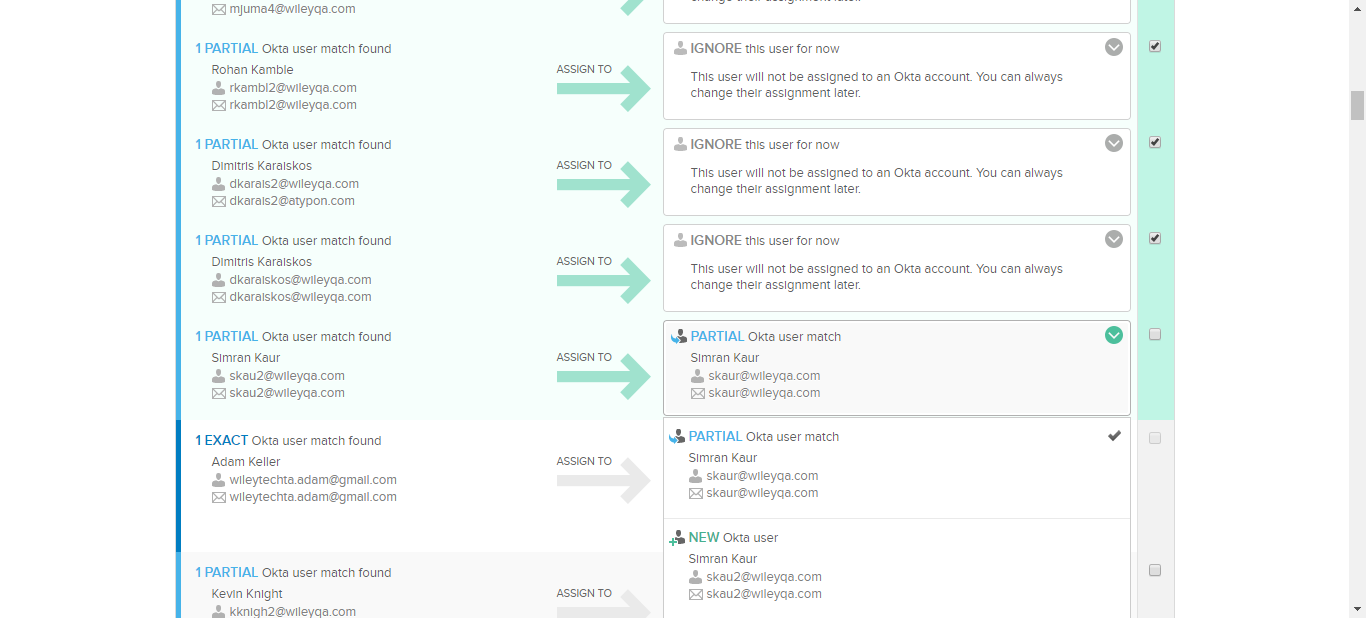 mjuma4@wileyqa.com
change their assignment later.
1 PARTIAL Okta user match found
Rohan Kamble
rkambl2@wileyqa.com
rkambl2@wileyqa.com
ASSIGN TO
IGNORE this user for now
This user will not be assigned to an Okta account. You can always
change their assignment later.
1 PARTIAL Okta user match found
Dimitris Karaiskos
dkarais2@wileyqa.com
dkarais2@atypon.com
ASSIGN TO
IGNORE this user for now
This user will not be assigned to an Okta account. You can always
change their assignment later.
1 PARTIAL Okta user match found
Dimitris Karaiskos
dkaraiskos@wileyqa.com
dkaraiskos@wileyqa.com
ASSIGN TO
IGNORE this user for now
This user will not be assigned to an Okta account. You can always
change their assignment later.
1 PARTIAL Okta user match found
Simran Kaur
skau2@wileyqa.com
skau2@wileyqa.com
ASSIGN TO
PARTIAL Okta user match
Simran Kaur
skaur@wileyqa.com
skaur@wileyqa.com
1 EXACT Okta user match found
Adam Keller
wileytechta.adam@gmail.com
wileytechta.adam@gmail.com
ASSIGN TO
PARTIAL Okta user match
Simran Kaur
skaur@wileyqa.com
skaur@wileyqa.com
NEW Okta user
Simran Kaur
skau2@wileyqa.com
skau2@wileyqa.com
1 PARTIAL Okta user match found
Kevin Knight
kknigh2@wileyqa.com
ASSIGN TO